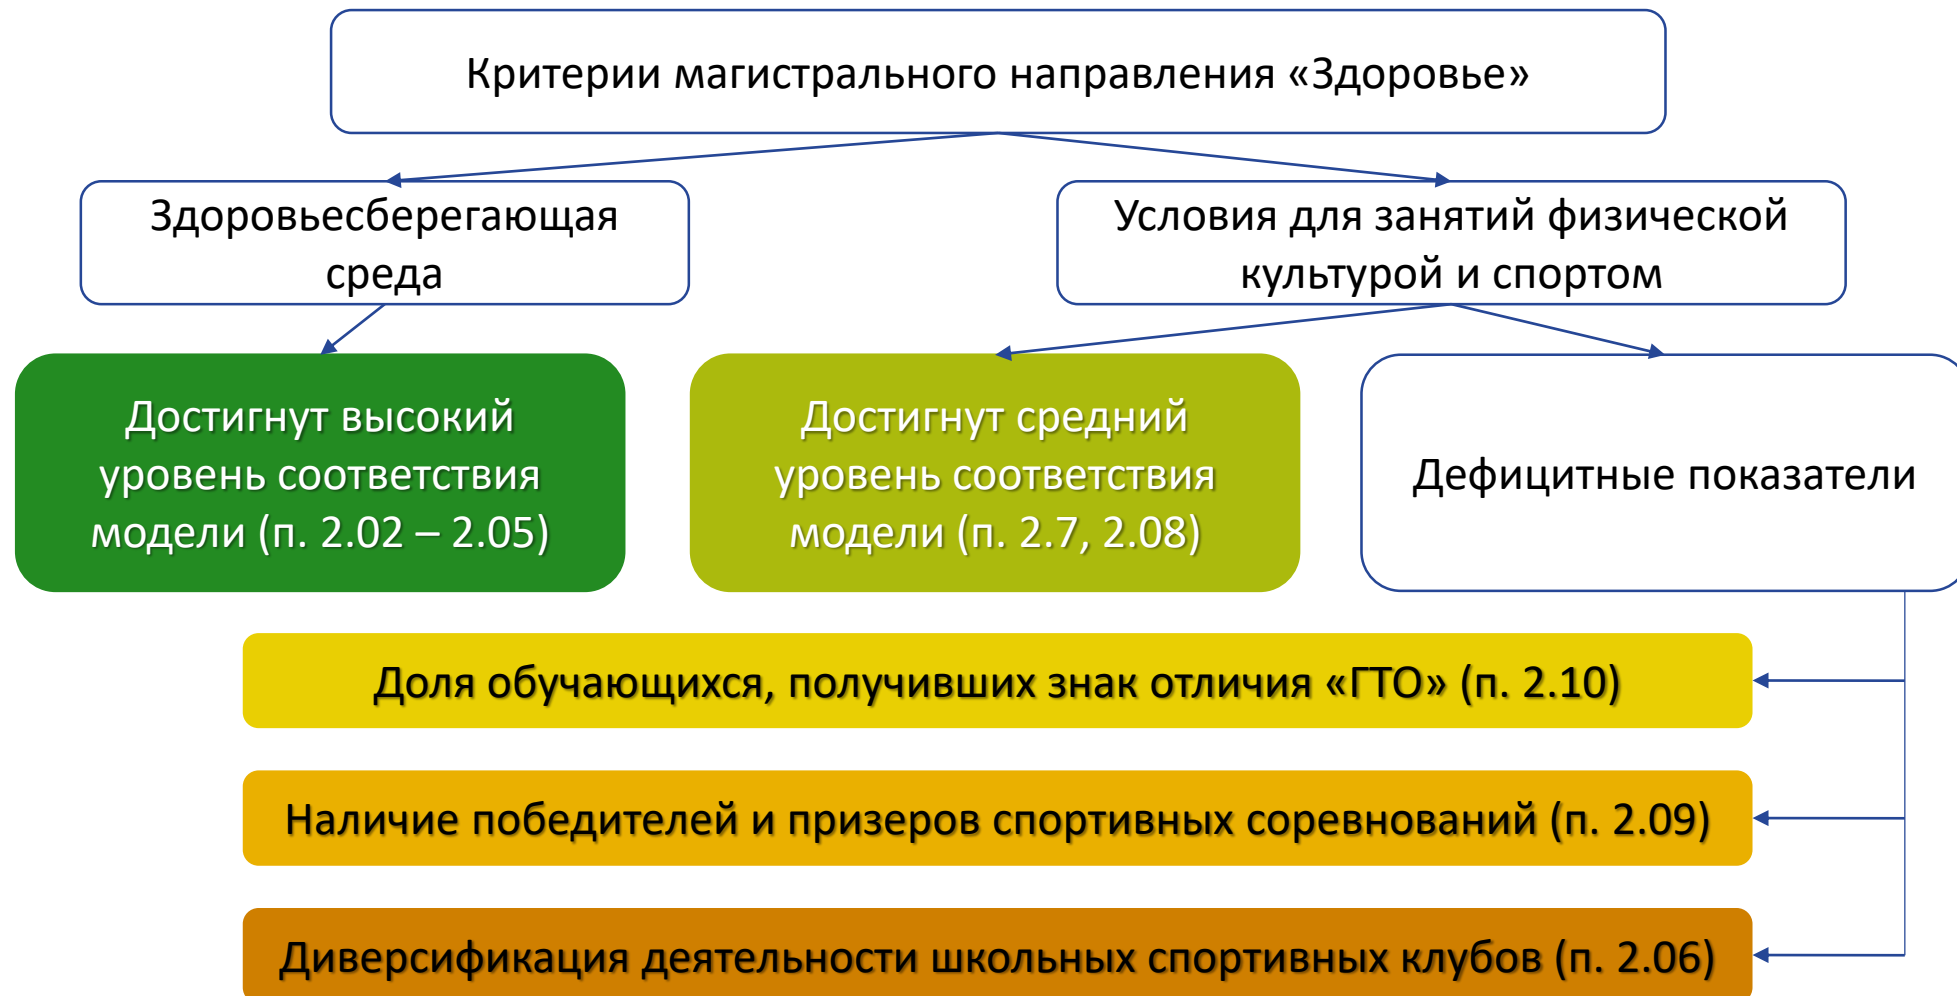 Критерии магистрального направления «Здоровье»
Здоровьесберегающая
среда
Условия для занятий физической
культурой и спортом
Достигнут высокий
уровень соответствия
модели (п. 2.02 – 2.05)
Достигнут средний
уровень соответствия
модели (п. 2.7, 2.08)
Дефицитные показатели
Доля обучающихся, получивших знак отличия «ГТО» (п. 2.10)
Наличие победителей и призеров спортивных соревнований (п. 2.09)
Диверсификация деятельности школьных спортивных клубов (п. 2.06)